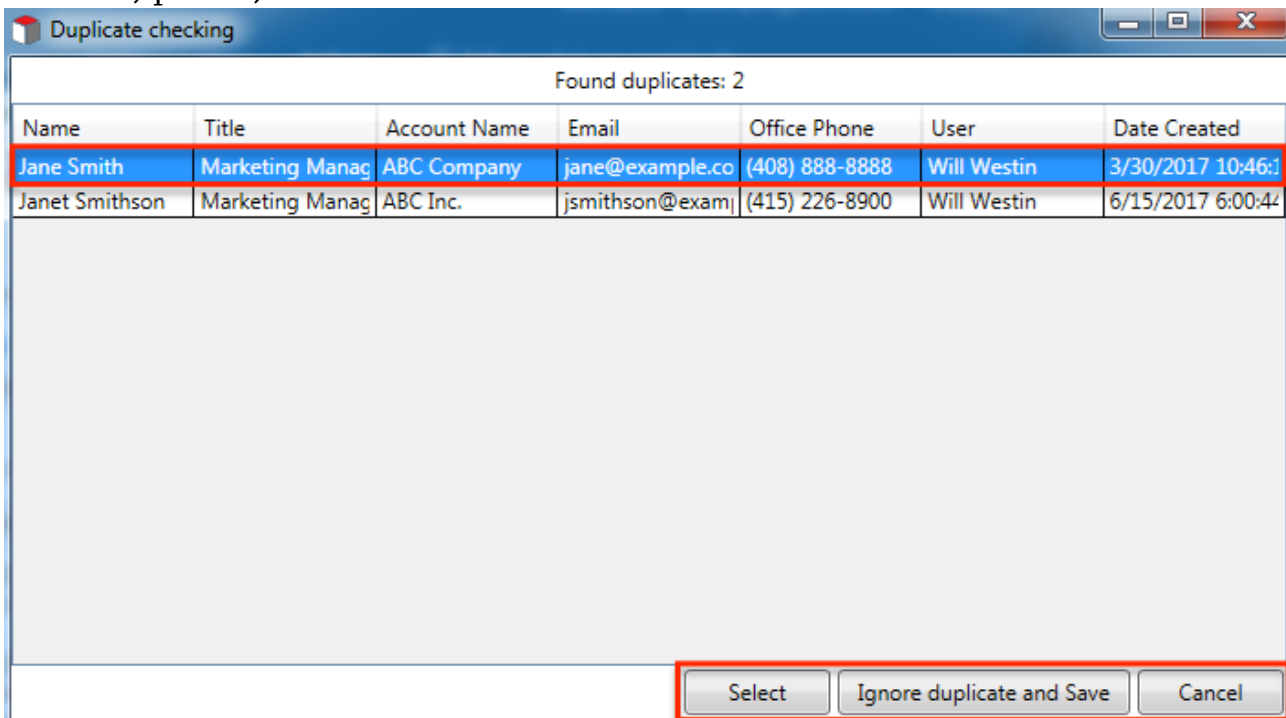 Duplicate checking
Found duplicates: 2
Name Title Account Name Email Office Phone User Date Created
Jane Smith Marketing Manag ABC Company jane@example.co (408) 888-8888 Will Westin 3/30/2017 10:46:1
Janet Smithson Marketing Manag ABC Inc. jsmithson@exam (415) 226-8900 Will Westin 6/15/2017 6:00:44
Select Ignore duplicate and Save Cancel